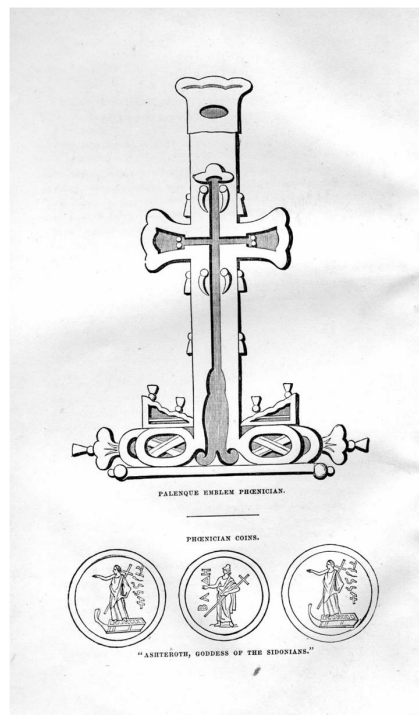 PALENQUE EMBLEM PHŒNICIAN.
PHŒNICIAN COINS.
"ASHTEROTH, GODDESS OF THE SIDONIANS."